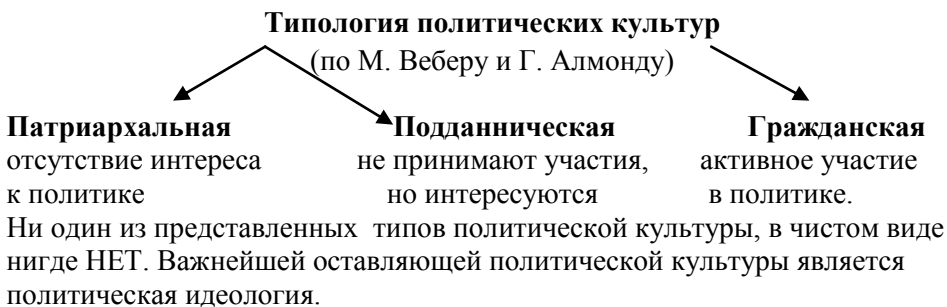 Типология политических культур
(по М. Веберу и Г. Алмонду)
Патриархальная Подданническая Гражданская
отсутствие интереса не принимают участия, активное участие
к политике но интересуются в политике.
Ни один из представленных типов политической культуры, в чистом виде
нигде НЕТ. Важнейшей оставляющей политической культуры является
политическая идеология.